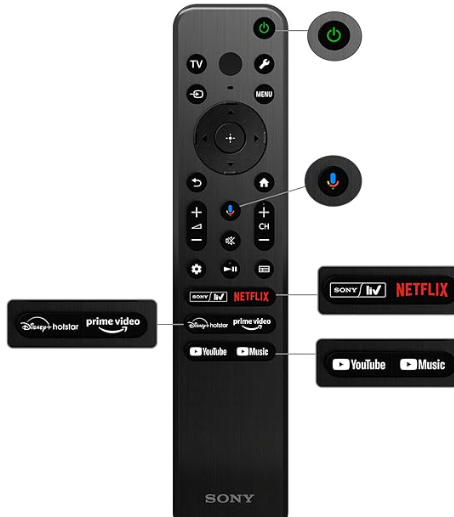 TV
MENU
CH
SONY liv NETFLIX
SONY liv NETFLIX
Disney+ hotstar prime video
Disney+ hotstar prime video
YouTube Music
YouTube Music
SONY